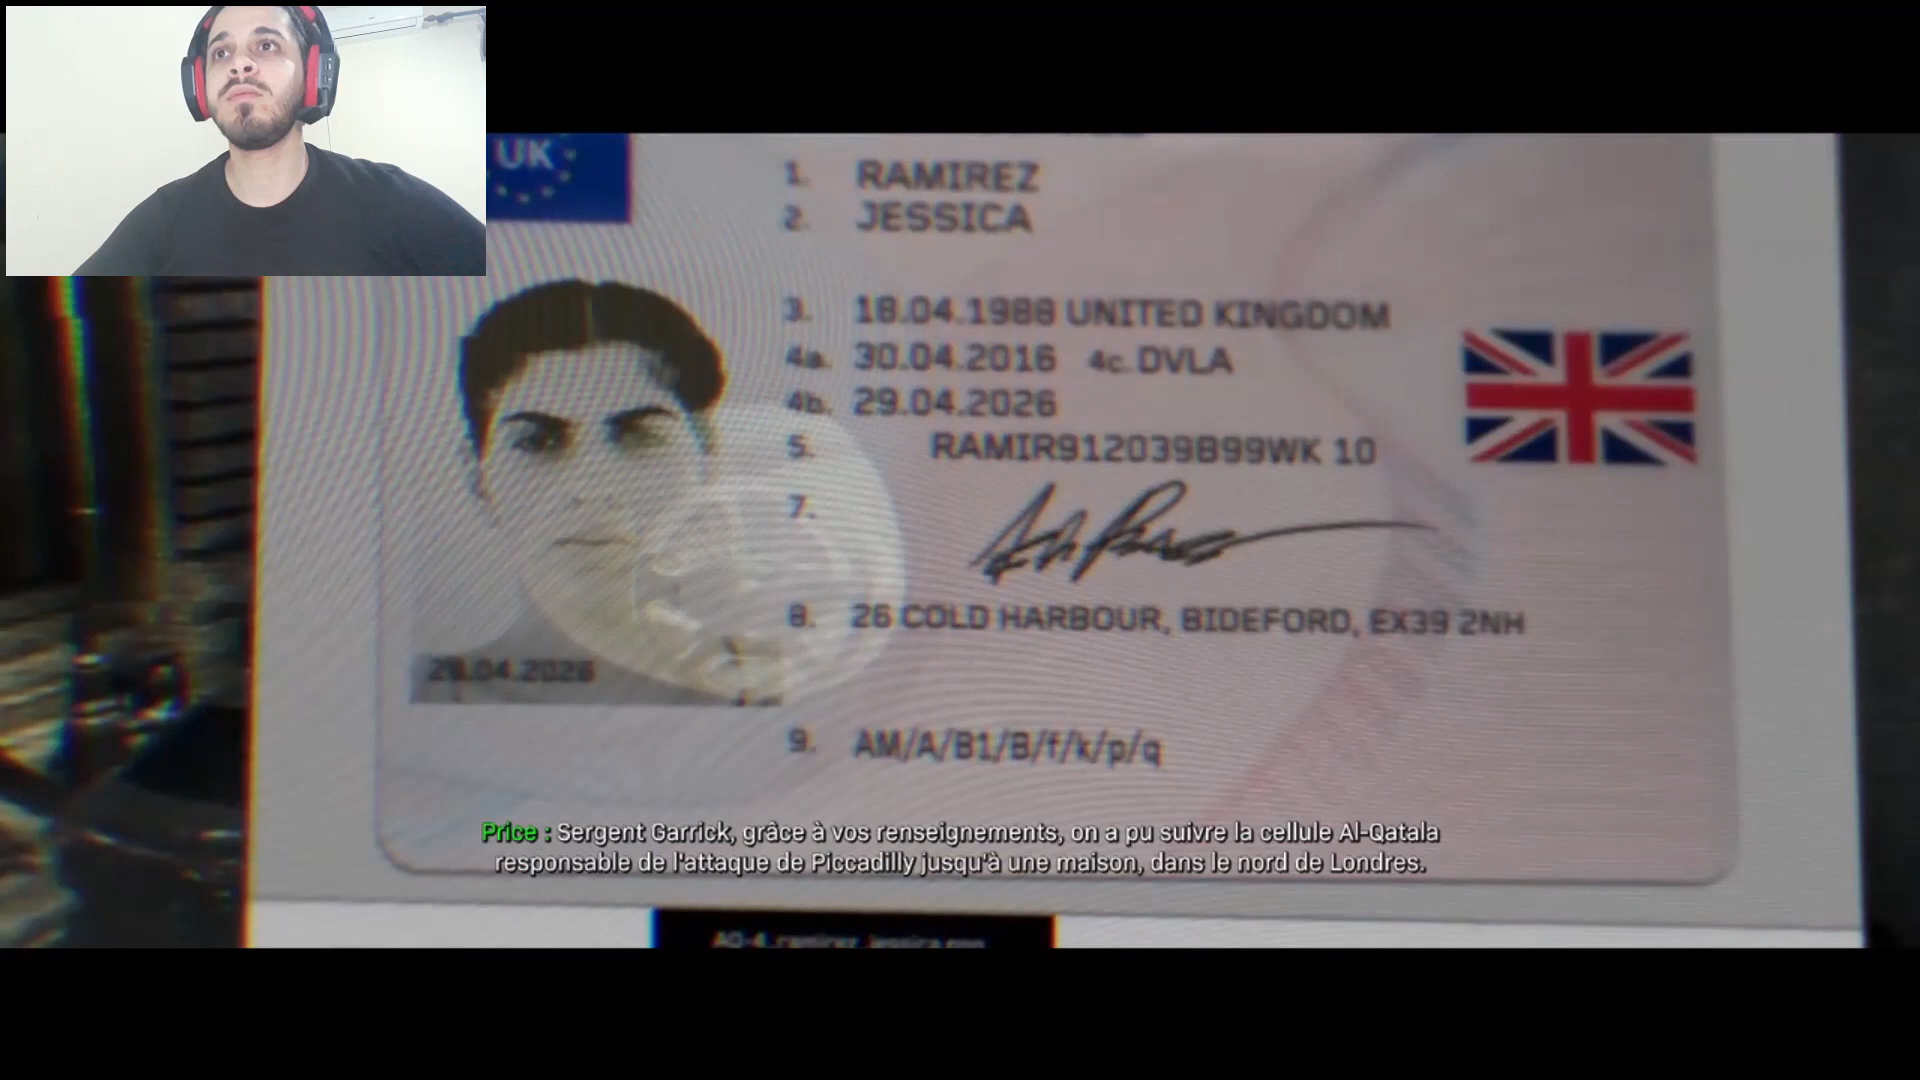 UK
1. RAMIREZ
2. JESSICA
3. 18.04.1988 UNITED KINGDOM
4a. 30.04.2016 4c. DVLA
4b. 29.04.2026
5. RAMIR912039B99WK 10
7.
8. 26 COLD HARBOUR, BIDEFORD, EX39 2NH
29.04.2026
9. AM/A/B1/B/f/k/p/q
Price : Sergent Garrick, grâce à vos renseignements, on a pu suivre la cellule Al-Qatala
responsable de l'attaque de Piccadilly jusqu'à une maison, dans le nord de Londres.